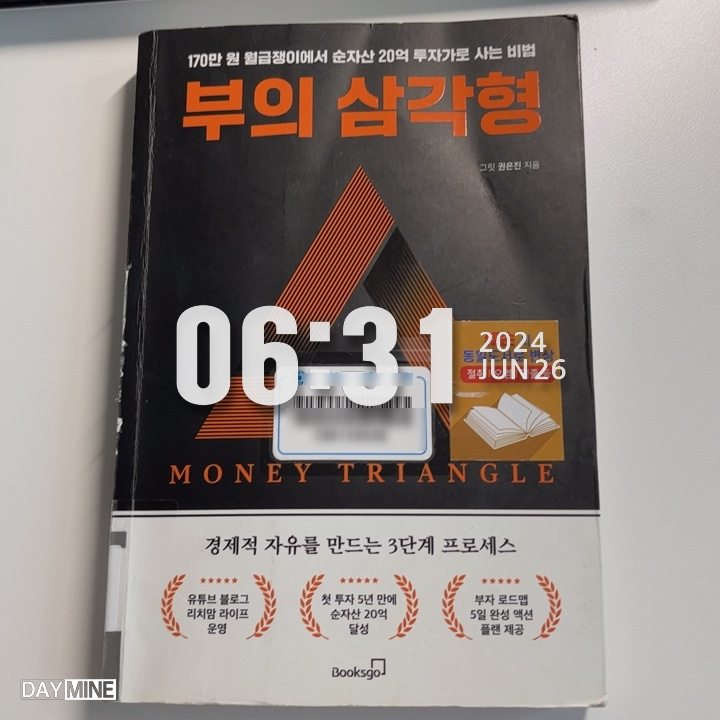 170만 원 월급쟁이에서 순자산 20억 투자가로 사는 비법
부의 삼각형
그릿 권은진 지음
06:31
2024
JUN 26
MONEY TRIANGLE
경제적 자유를 만드는 3단계 프로세스
유튜브 블로그
리치맘 라이프
운영
첫 투자 5년 만에
순자산 20억
달성
부자 로드맵
5일 완성 액션
플랜 제공
Booksgo
DAYMINE